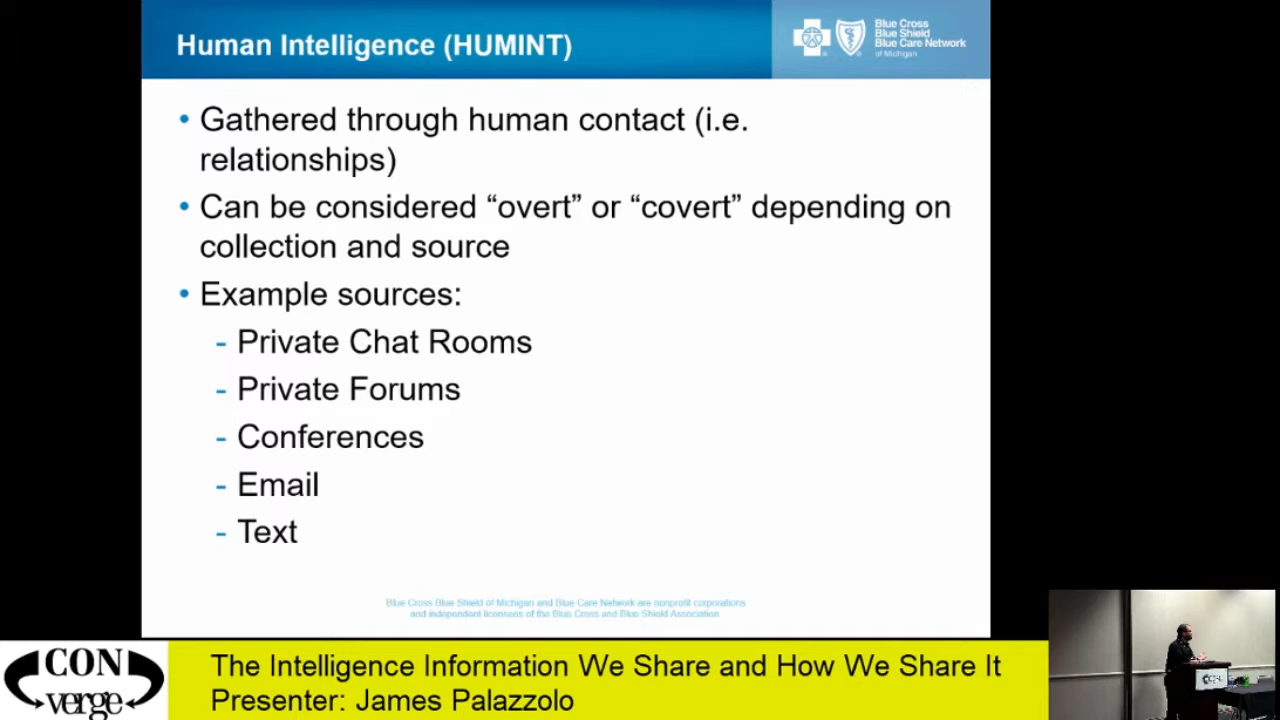 Human Intelligence (HUMINT)
Blue Cross
Blue Shield
Blue Care Network
of Michigan
• Gathered through human contact (i.e.
relationships)
• Can be considered “overt” or “covert” depending on
collection and source
• Example sources:
- Private Chat Rooms
- Private Forums
- Conferences
- Email
- Text
Blue Cross Blue Shield of Michigan and Blue Care Network are nonprofit corporations
and independent licensees of the Blue Cross and Blue Shield Association
CON
verge
The Intelligence Information We Share and How We Share It
Presenter: James Palazzolo